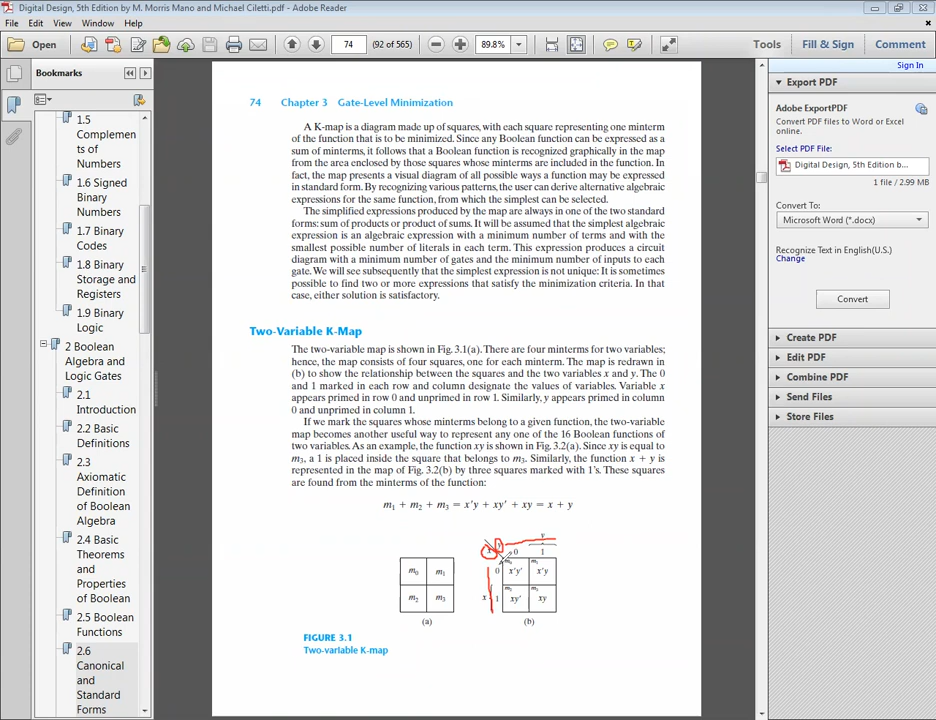 Digital Design, 5th Edition by M. Morris Mano and Michael Ciletti.pdf - Adobe Reader
File Edit View Window Help
Open 74 (92 of 565) 89.8% Tools Fill & Sign Comment
Sign In
Bookmarks
1.5
Complemen
ts of
Numbers
1.6 Signed
Binary
Numbers
1.7 Binary
Codes
1.8 Binary
Storage and
Registers
1.9 Binary
Logic
2 Boolean
Algebra and
Logic Gates
2.1
Introduction
2.2 Basic
Definitions
2.3
Axiomatic
Definition
of Boolean
Algebra
2.4 Basic
Theorems
and
Properties
of Boolean
2.5 Boolean
Functions
2.6
Canonical
and
Standard
Forms
74 Chapter 3 Gate-Level Minimization
A K-map is a diagram made up of squares, with each square representing one minterm
of the function that is to be minimized. Since any Boolean function can be expressed as a
sum of minterms, it follows that a Boolean function is recognized graphically in the map
from the area enclosed by those squares whose minterms are included in the function. In
fact, the map presents a visual diagram of all possible ways a function may be expressed
in standard form. By recognizing various patterns, the user can derive alternative algebraic
expressions for the same function, from which the simplest can be selected.
The simplified expressions produced by the map are always in one of the two standard
forms: sum of products or product of sums. It will be assumed that the simplest algebraic
expression is an algebraic expression with a minimum number of terms and with the
smallest possible number of literals in each term. This expression produces a circuit
diagram with a minimum number of gates and the minimum number of inputs to each
gate. We will see subsequently that the simplest expression is not unique: It is sometimes
possible to find two or more expressions that satisfy the minimization criteria. In that
case, either solution is satisfactory.
Two-Variable K-Map
The two-variable map is shown in Fig. 3.1(a). There are four minterms for two variables;
hence, the map consists of four squares, one for each minterm. The map is redrawn in
(b) to show the relationship between the squares and the two variables x and y. The 0
and 1 marked in each row and column designate the values of variables. Variable x
appears primed in row 0 and unprimed in row 1. Similarly, y appears primed in column
0 and unprimed in column 1.
If we mark the squares whose minterms belong to a given function, the two-variable
map becomes another useful way to represent any one of the 16 Boolean functions of
two variables. As an example, the function xy is shown in Fig. 3.2(a). Since xy is equal to
m₃, a 1 is placed inside the square that belongs to m₃. Similarly, the function x + y is
represented in the map of Fig. 3.2(b) by three squares marked with 1's. These squares
are found from the minterms of the function:
m₁ + m₂ + m₃ = x'y + xy' + xy = x + y
m₀ m₁
m₂ m₃
(a)
y
x y 0 1
0 m₀ x'y' m₁ x'y
x 1 m₂ xy' m₃ xy
(b)
FIGURE 3.1
Two-variable K-map
Export PDF
Adobe ExportPDF
Convert PDF files to Word or Excel
online.
Select PDF File:
Digital Design, 5th Edition b...
1 file / 2.99 MB
Convert To:
Microsoft Word (*.docx)
Recognize Text in English(U.S.)
Change
Convert
Create PDF
Edit PDF
Combine PDF
Send Files
Store Files